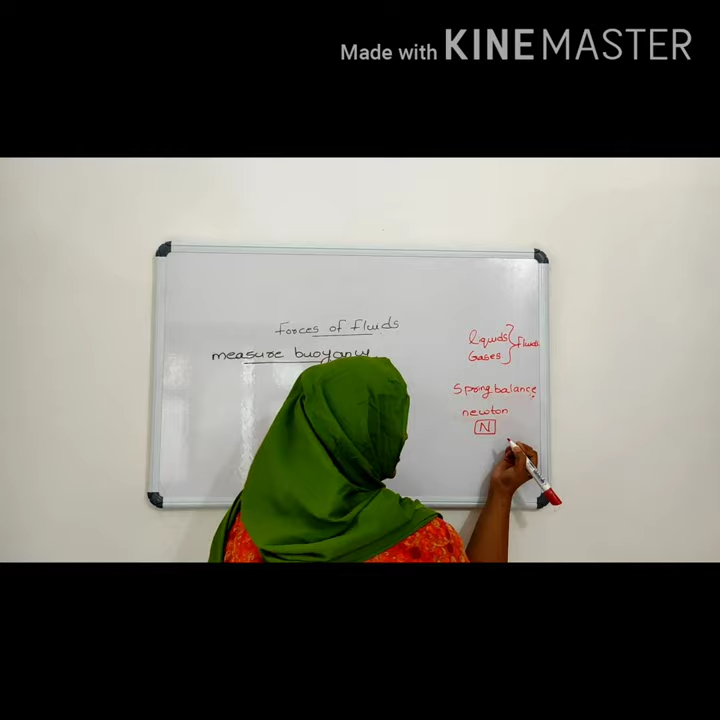 Made with KINEMASTER
Forces of fluids
measure buoyancy
liquids
Gases
fluids
Spring balance
newton
N